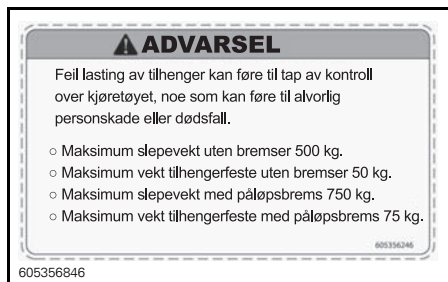 ADVARSEL
Feil lasting av tilhenger kan føre til tap av kontroll
over kjøretøyet, noe som kan føre til alvorlig
personskade eller dødsfall.
○ Maksimum slepevekt uten bremser 500 kg.
○ Maksimum vekt tilhengerfeste uten bremser 50 kg.
○ Maksimum slepevekt med påløpsbrems 750 kg.
○ Maksimum vekt tilhengerfeste med påløpsbrems 75 kg.
605356246
605356846